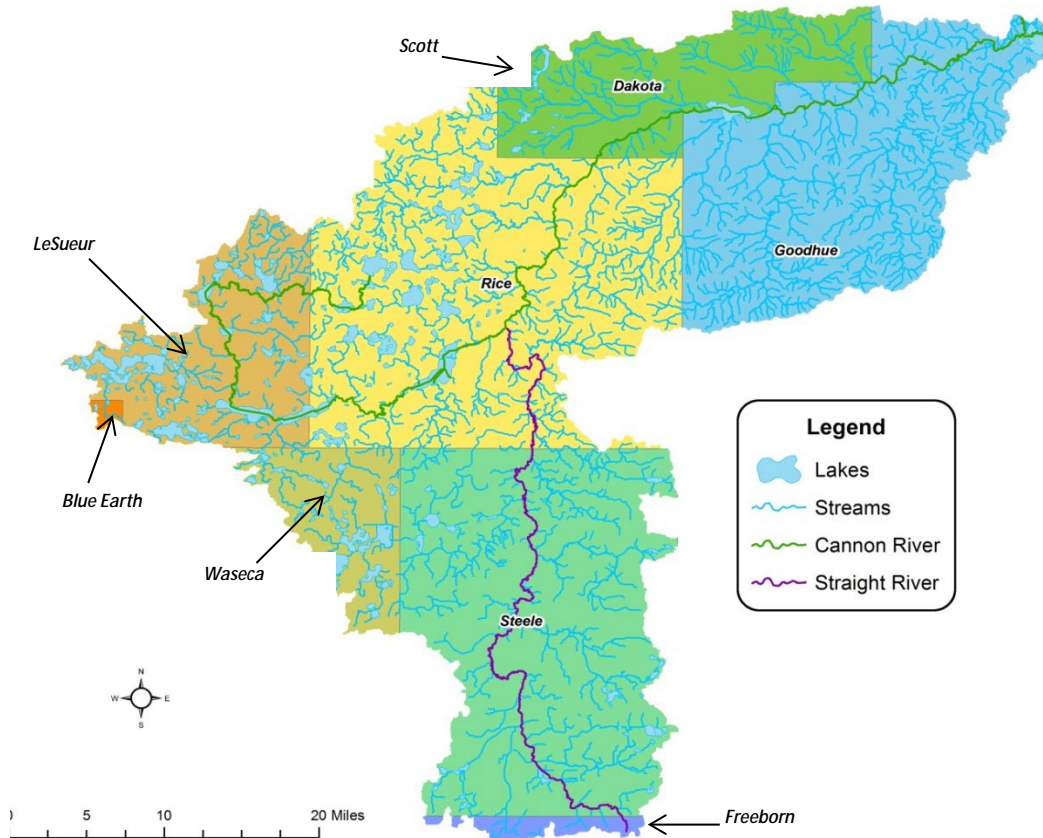 Scott
Dakota
LeSueur
Goodhue
Rice
Legend
Lakes
Blue Earth
Streams
Cannon River
Waseca
Straight River
Steele
N
W E
S
5 10 20 Miles
Freeborn